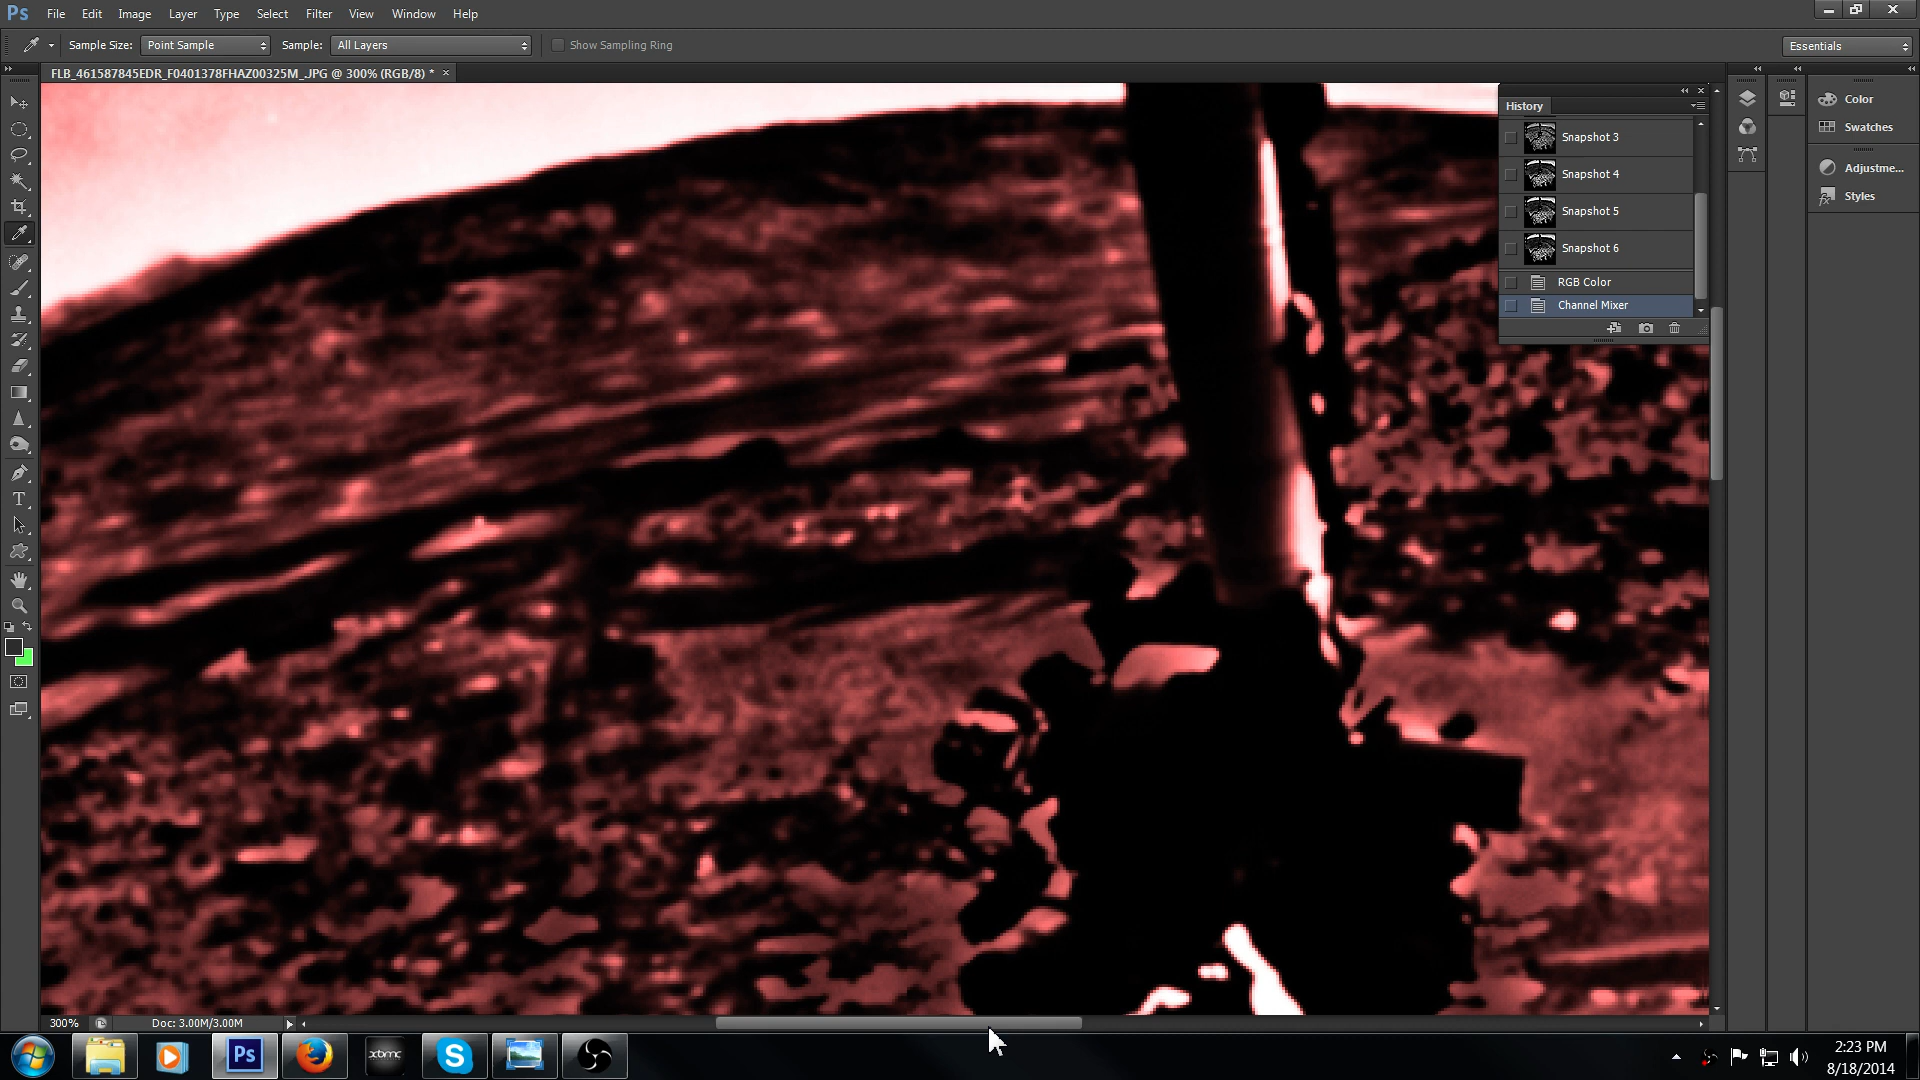 Ps File Edit Image Layer Type Select Filter View Window Help
Sample Size: Point Sample Sample: All Layers Show Sampling Ring Essentials
FLB_461587845EDR_F0401378FHAZ00325M_.JPG @ 300% (RGB/8) * ×
History
Snapshot 3
Snapshot 4
Snapshot 5
Snapshot 6
RGB Color
Channel Mixer
Color
Swatches
Adjustme...
Styles
300% Doc: 3.00M/3.00M
Ps xbmc S
2:23 PM
8/18/2014